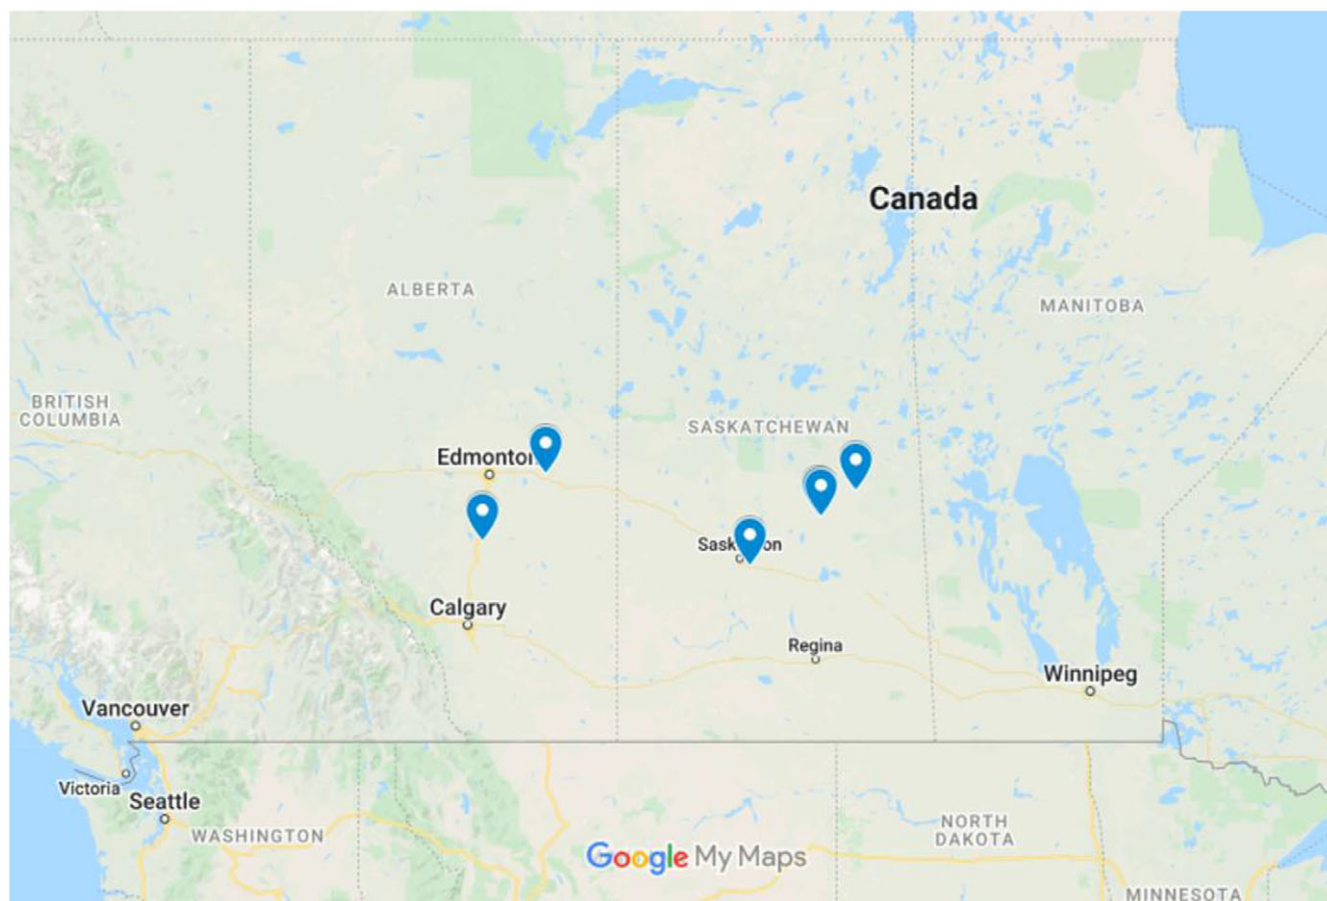 Canada
ALBERTA
MANITOBA
BRITISH
COLUMBIA
SASKATCHEWAN
Edmonton
Saskatoon
Calgary
Regina
Winnipeg
Vancouver
Victoria
Seattle
WASHINGTON
NORTH
DAKOTA
Google My Maps
MINNESOTA